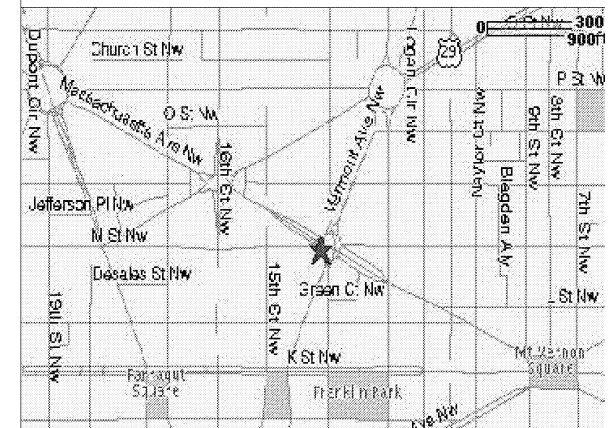 Dupont Cir. Nw
Church St Nw
Logan Cir Nw
29
0
300
900ft
P St Nw
Massachusetts Ave Nw
O St Nw
16th St Nw
Vermont Ave Nw
Blagden Aly
9th St Nw
8th St Nw
7th St Nw
Jefferson Pl Nw
M St Nw
Desales St Nw
15th St Nw
Green Ct Nw
L St Nw
19th St Nw
K St Nw
Farragut
Square
Franklin Park
Mt Vernon
Square
Ave Nw